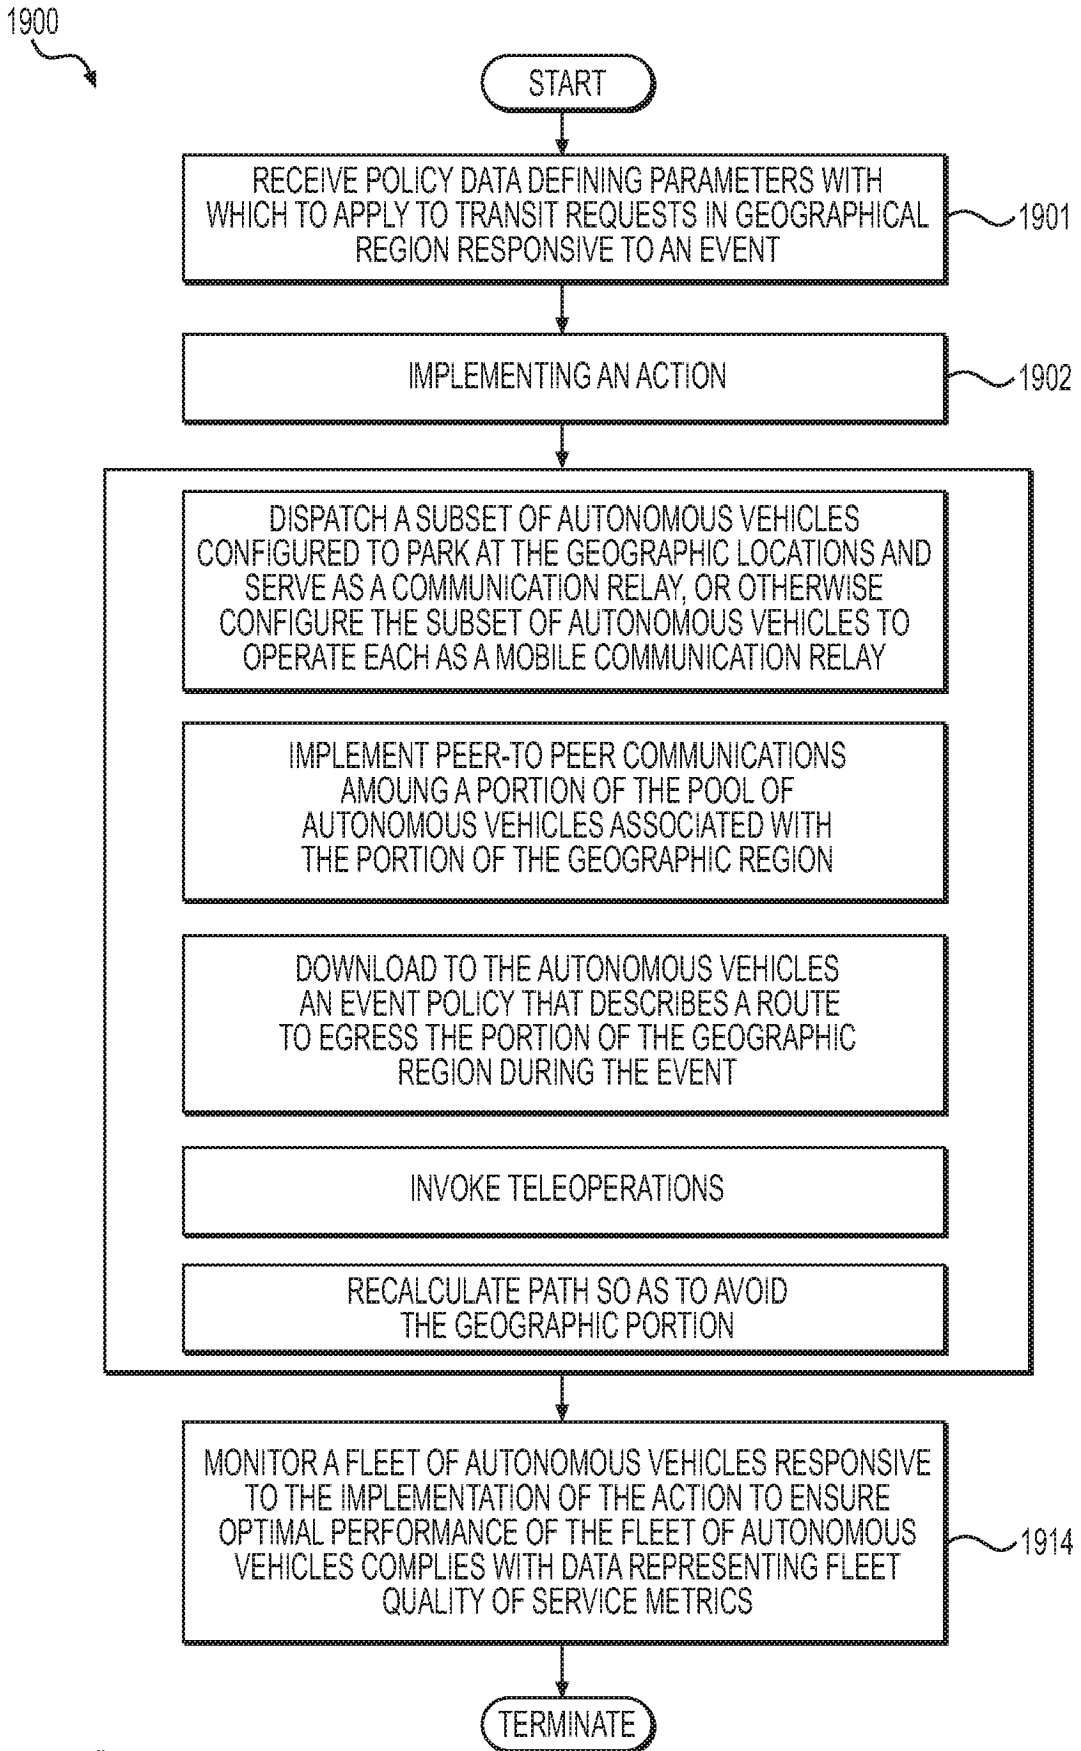 1900
START
RECEIVE POLICY DATA DEFINING PARAMETERS WITH
WHICH TO APPLY TO TRANSIT REQUESTS IN GEOGRAPHICAL
REGION RESPONSIVE TO AN EVENT
1901
IMPLEMENTING AN ACTION
1902
DISPATCH A SUBSET OF AUTONOMOUS VEHICLES
CONFIGURED TO PARK AT THE GEOGRAPHIC LOCATIONS AND
SERVE AS A COMMUNICATION RELAY, OR OTHERWISE
CONFIGURE THE SUBSET OF AUTONOMOUS VEHICLES TO
OPERATE EACH AS A MOBILE COMMUNICATION RELAY
IMPLEMENT PEER-TO PEER COMMUNICATIONS
AMOUNG A PORTION OF THE POOL OF
AUTONOMOUS VEHICLES ASSOCIATED WITH
THE PORTION OF THE GEOGRAPHIC REGION
DOWNLOAD TO THE AUTONOMOUS VEHICLES
AN EVENT POLICY THAT DESCRIBES A ROUTE
TO EGRESS THE PORTION OF THE GEOGRAPHIC
REGION DURING THE EVENT
INVOKE TELEOPERATIONS
RECALCULATE PATH SO AS TO AVOID
THE GEOGRAPHIC PORTION
MONITOR A FLEET OF AUTONOMOUS VEHICLES RESPONSIVE
TO THE IMPLEMENTATION OF THE ACTION TO ENSURE
OPTIMAL PERFORMANCE OF THE FLEET OF AUTONOMOUS
VEHICLES COMPLIES WITH DATA REPRESENTING FLEET
QUALITY OF SERVICE METRICS
1914
TERMINATE